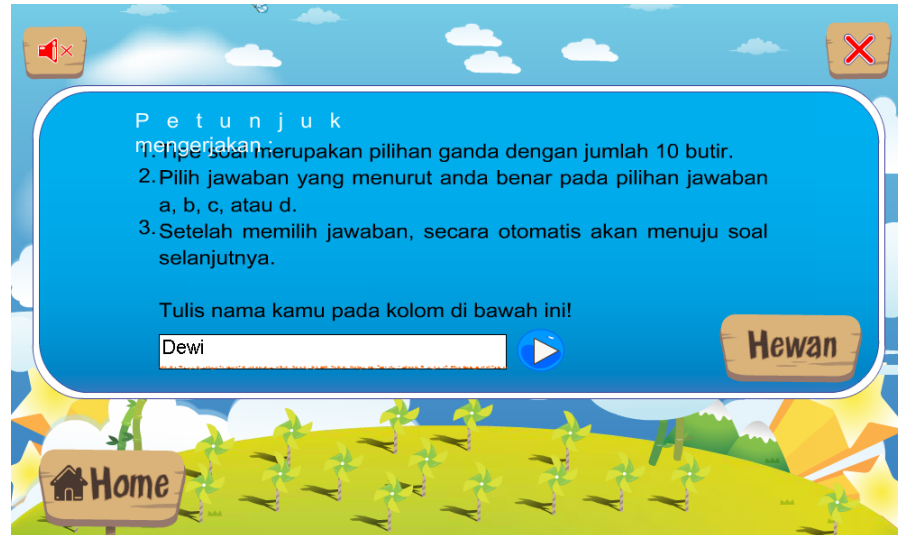 P e t u n j u k
mengerjakan :
1. Tipe soal merupakan pilihan ganda dengan jumlah 10 butir.
2. Pilih jawaban yang menurut anda benar pada pilihan jawaban
a, b, c, atau d.
3. Setelah memilih jawaban, secara otomatis akan menuju soal
selanjutnya.
Tulis nama kamu pada kolom di bawah ini!
Dewi
Hewan
Home